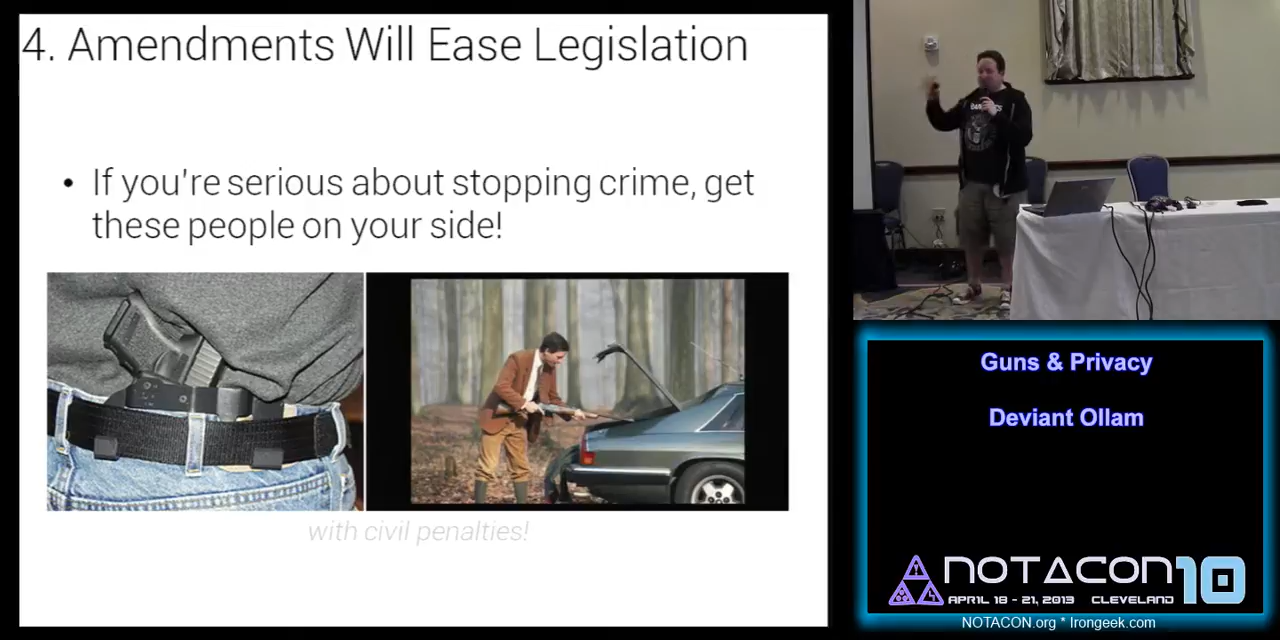 4. Amendments Will Ease Legislation
• If you're serious about stopping crime, get
these people on your side!
with civil penalties!
Guns & Privacy
Deviant Ollam
NOTACON 10
APRIL 18 - 21, 2013 CLEVELAND
NOTACON.org * Irongeek.com